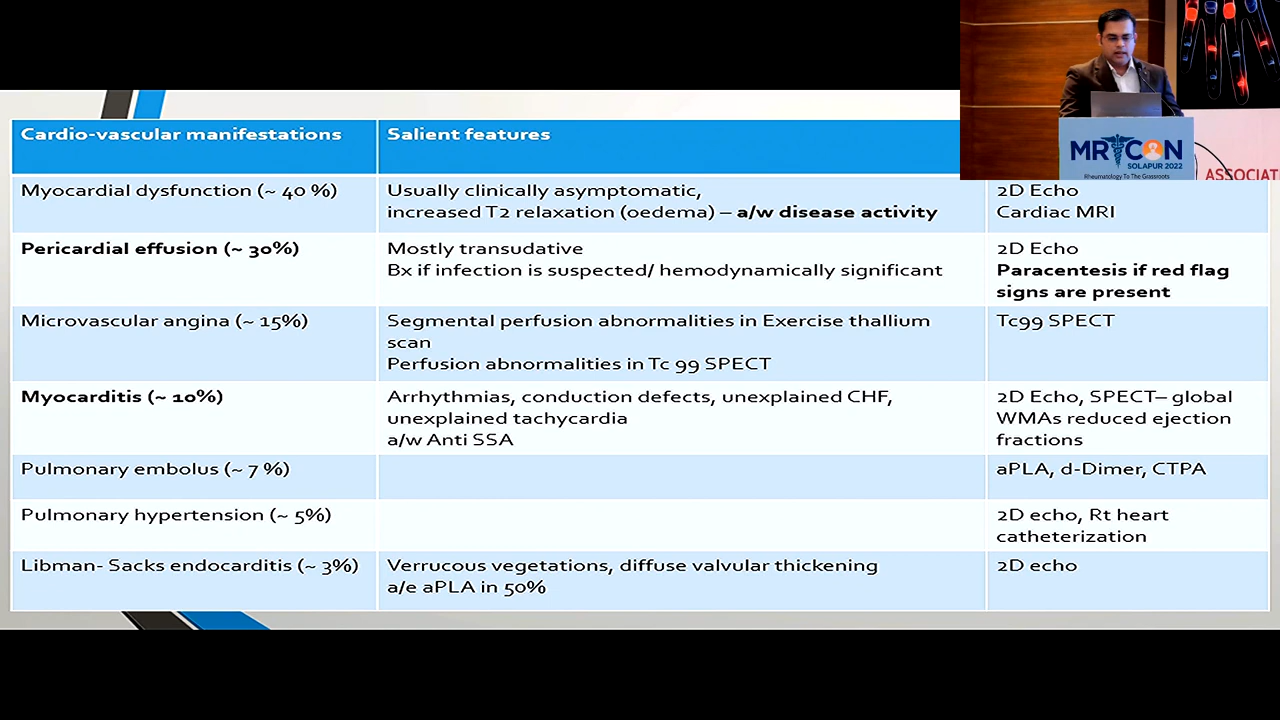 MRCON
SOLAPUR 2022
Rheumatology To The Grassroots
ASSOCIAT
Cardio-vascular manifestations
Salient features
Myocardial dysfunction (~ 40 %)
Usually clinically asymptomatic,
increased T2 relaxation (oedema) – a/w disease activity
2D Echo
Cardiac MRI
Pericardial effusion (~ 30%)
Mostly transudative
Bx if infection is suspected/ hemodynamically significant
2D Echo
Paracentesis if red flag
signs are present
Microvascular angina (~ 15%)
Segmental perfusion abnormalities in Exercise thallium
scan
Perfusion abnormalities in Tc 99 SPECT
Tc99 SPECT
Myocarditis (~ 10%)
Arrhythmias, conduction defects, unexplained CHF,
unexplained tachycardia
a/w Anti SSA
2D Echo, SPECT– global
WMAs reduced ejection
fractions
Pulmonary embolus (~ 7 %)
aPLA, d-Dimer, CTPA
Pulmonary hypertension (~ 5%)
2D echo, Rt heart
catheterization
Libman- Sacks endocarditis (~ 3%)
Verrucous vegetations, diffuse valvular thickening
a/e aPLA in 50%
2D echo